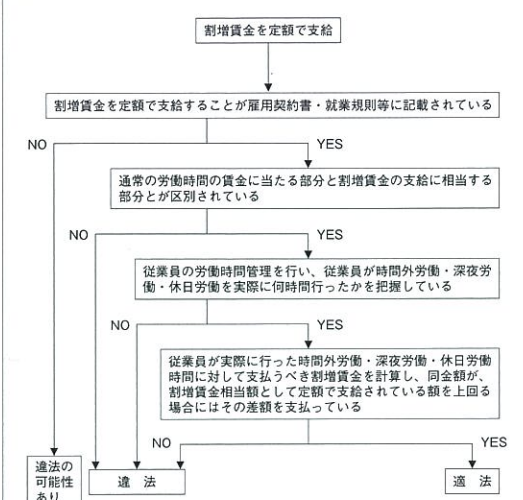 割増賃金を定額で支給
割増賃金を定額で支給することが雇用契約書・就業規則等に記載されている
NO
YES
通常の労働時間の賃金に当たる部分と割増賃金の支給に相当する
部分とが区別されている
NO
YES
従業員の労働時間管理を行い、従業員が時間外労働・深夜労
働・休日労働を実際に何時間行ったかを把握している
NO
YES
従業員が実際に行った時間外労働・深夜労働・休日労働
時間に対して支払うべき割増賃金を計算し、同金額が、
割増賃金相当額として定額で支給されている額を上回る
場合にはその差額を支払っている
NO
YES
違法の
可能性
あり
違 法
適 法